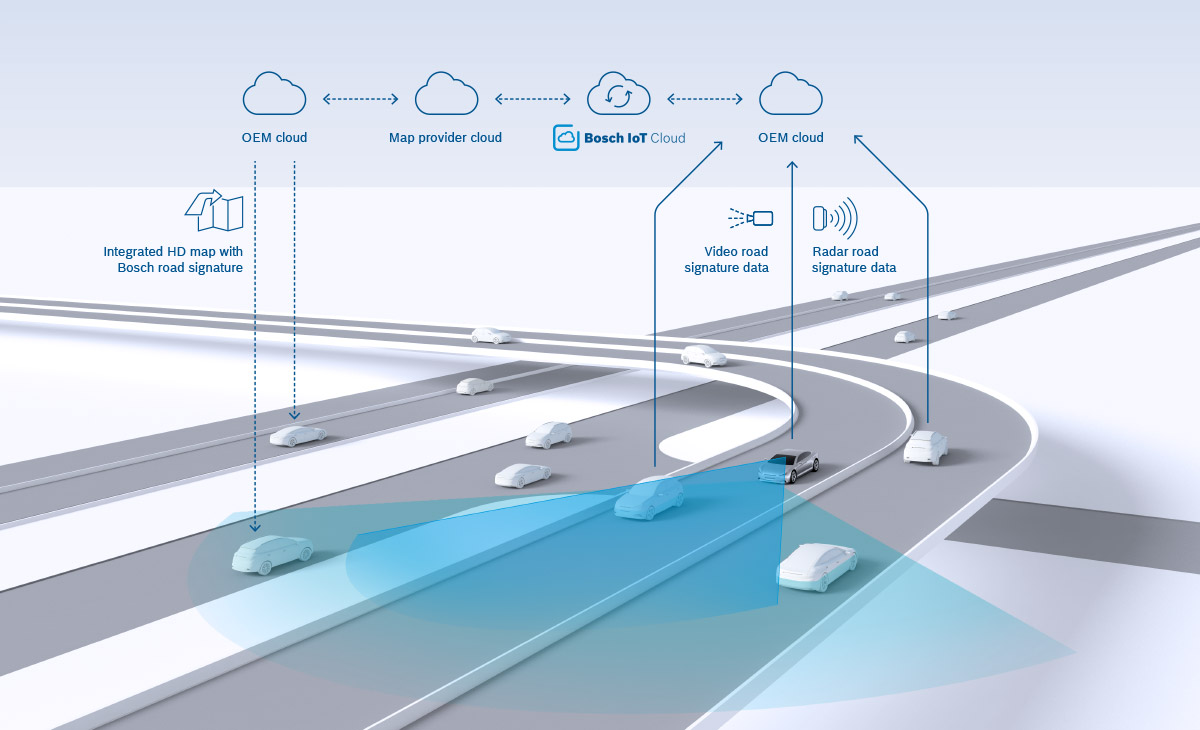 OEM cloud
Map provider cloud
Bosch IoT Cloud
OEM cloud
Integrated HD map with
Bosch road signature
Video road
signature data
Radar road
signature data